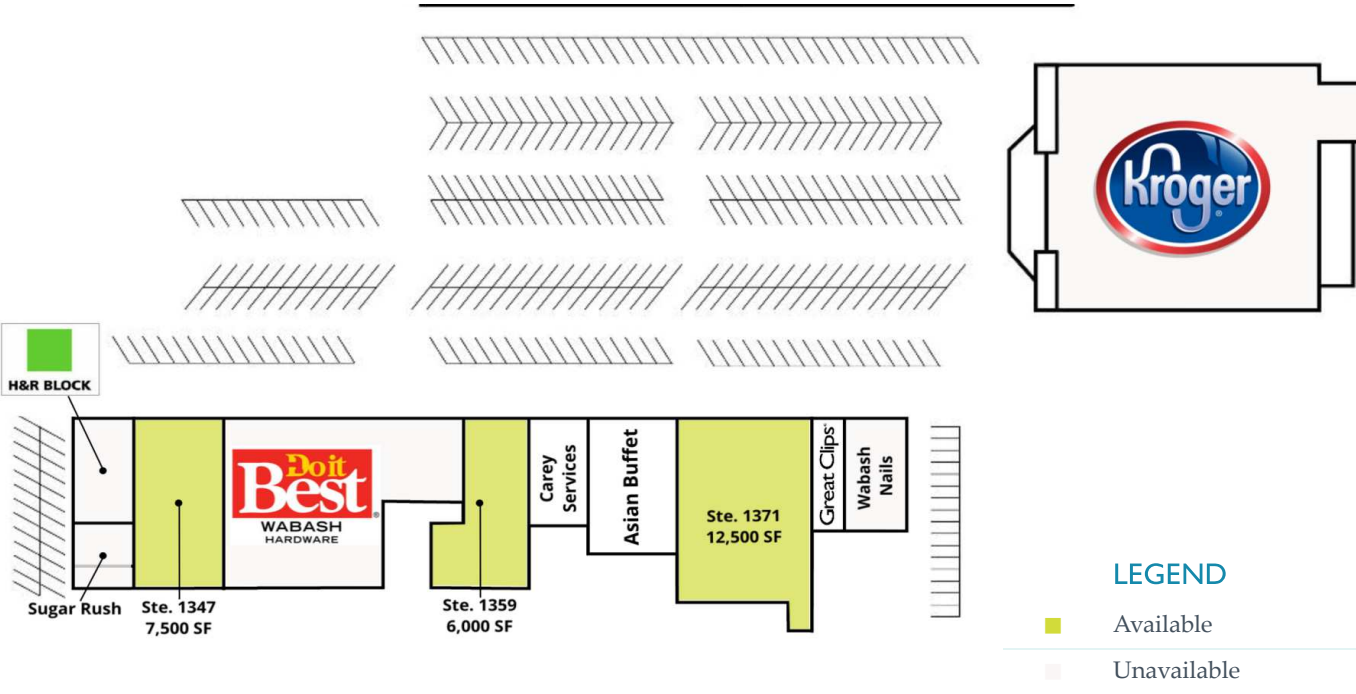 Kroger
®
H&R BLOCK
Do it
Best®
WABASH
HARDWARE
Carey
Services
Asian Buffet
Ste. 1371
12,500 SF
Great Clips®
Wabash
Nails
Sugar Rush
Ste. 1347
7,500 SF
Ste. 1359
6,000 SF
LEGEND
Available
Unavailable